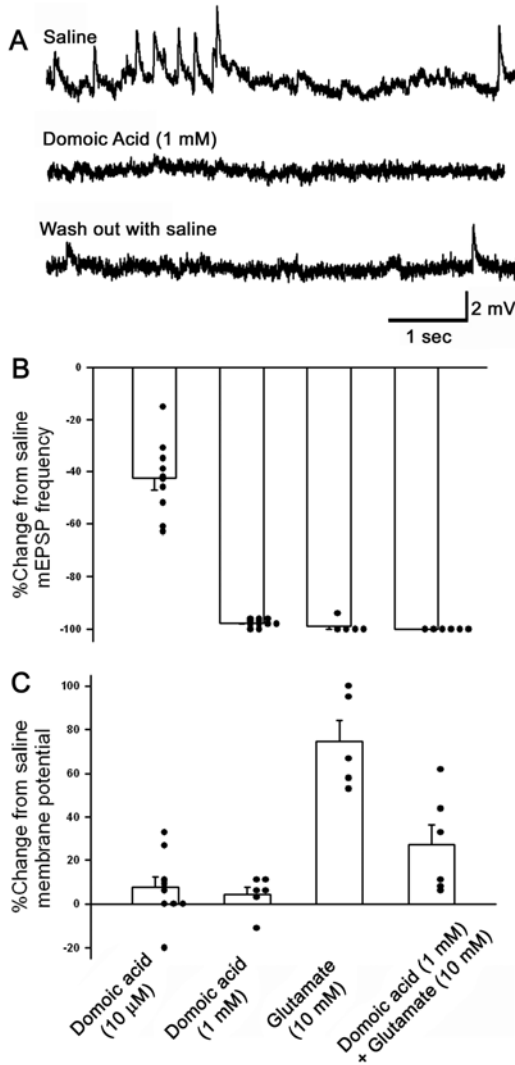 A
Saline
Domoic Acid (1 mM)
Wash out with saline
2 mV
1 sec
B
0
-20
-40
-60
-80
-100
%Change from saline
mEPSP frequency
C
100
80
60
40
20
0
-20
%Change from saline
membrane potential
Domoic acid
(10 µM)
Domoic acid
(1 mM)
Glutamate
(10 mM)
Domoic acid (1 mM)
+ Glutamate (10 mM)